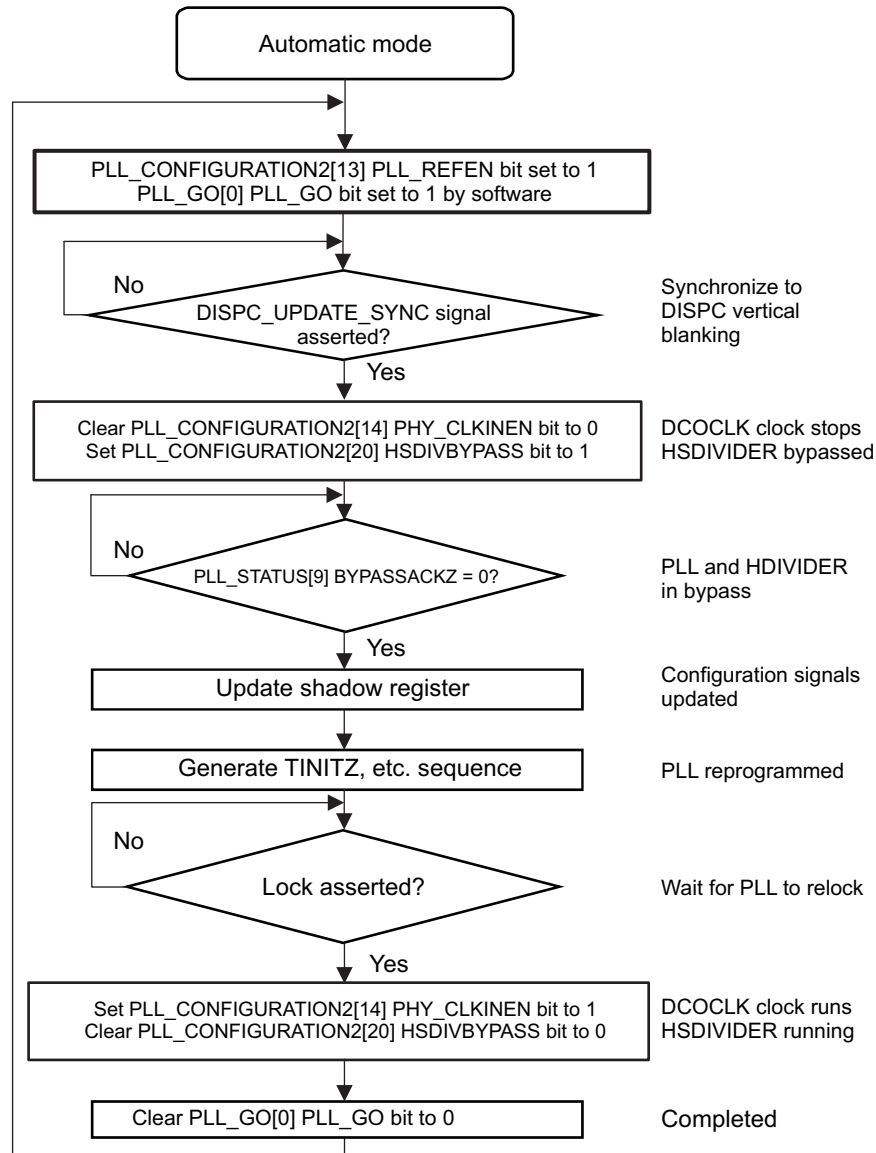 Automatic mode
PLL_CONFIGURATION2[13] PLL_REFEN bit set to 1
PLL_GO[0] PLL_GO bit set to 1 by software
No
DISPC_UPDATE_SYNC signal
asserted?
Synchronize to
DISPC vertical
blanking
Yes
Clear PLL_CONFIGURATION2[14] PHY_CLKINEN bit to 0
Set PLL_CONFIGURATION2[20] HSDIVBYPASS bit to 1
DCOCLK clock stops
HSDIVIDER bypassed
No
PLL_STATUS[9] BYPASSACKZ = 0?
PLL and HDIVIDER
in bypass
Yes
Update shadow register
Configuration signals
updated
Generate TINITZ, etc. sequence
PLL reprogrammed
No
Lock asserted?
Wait for PLL to relock
Yes
Set PLL_CONFIGURATION2[14] PHY_CLKINEN bit to 1
Clear PLL_CONFIGURATION2[20] HSDIVBYPASS bit to 0
DCOCLK clock runs
HSDIVIDER running
Clear PLL_GO[0] PLL_GO bit to 0
Completed